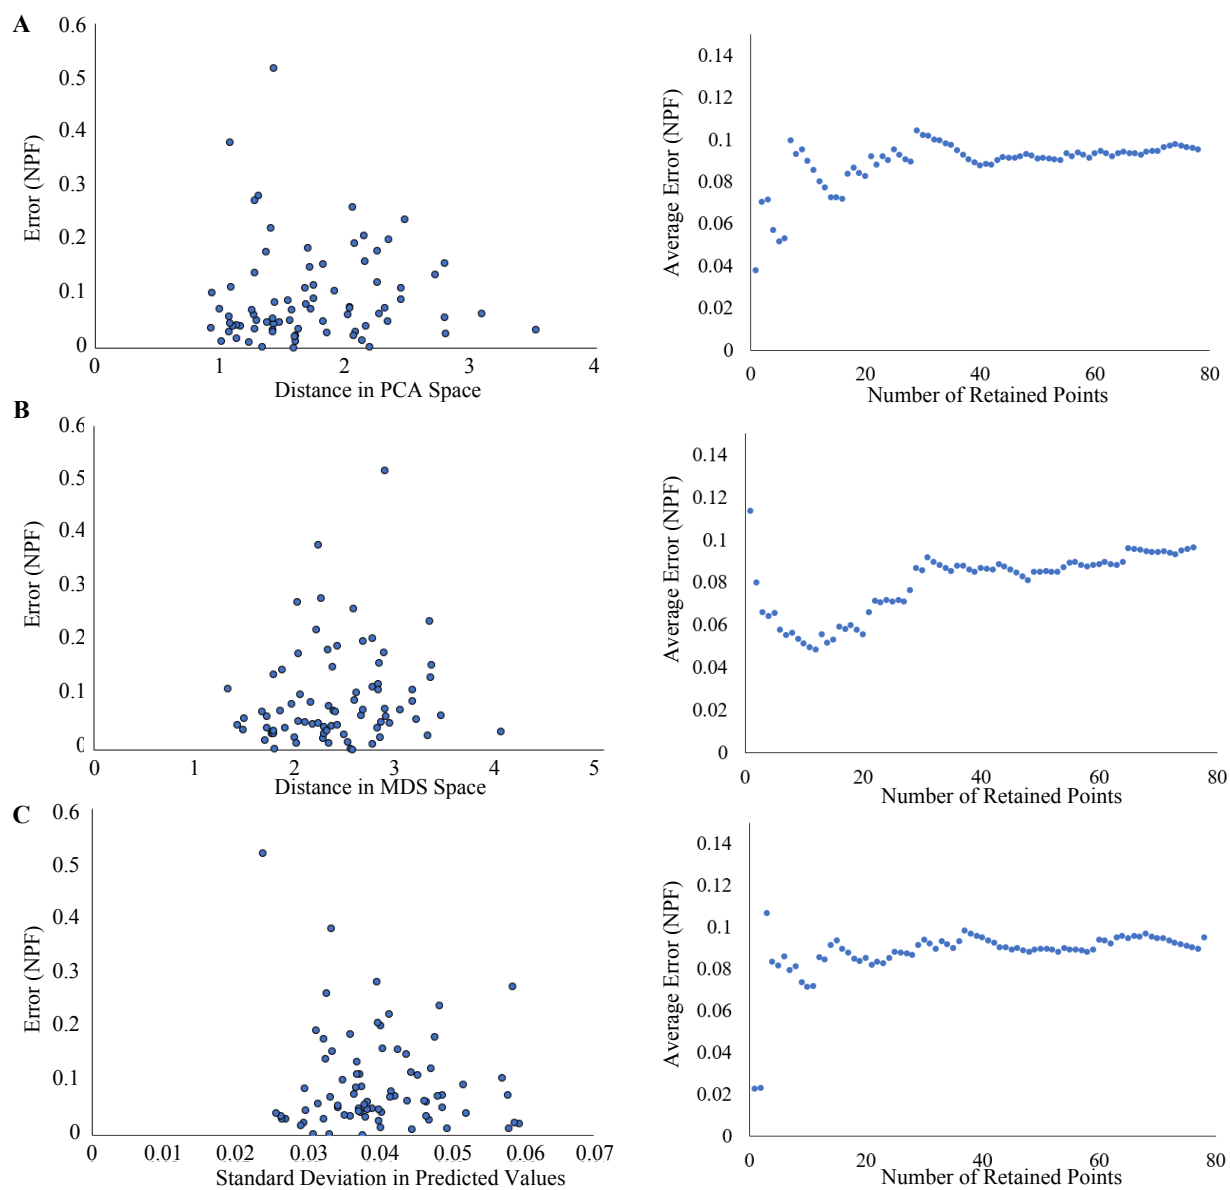 A
0.6
0.5
0.4
0.3
0.2
0.1
0
Error (NPF)
0 1 2 3 4
Distance in PCA Space
0.14
0.12
0.1
0.08
0.06
0.04
0.02
0
Average Error (NPF)
0 20 40 60 80
Number of Retained Points
B
0.6
0.5
0.4
0.3
0.2
0.1
0
Error (NPF)
0 1 2 3 4 5
Distance in MDS Space
0.14
0.12
0.1
0.08
0.06
0.04
0.02
0
Average Error (NPF)
0 20 40 60 80
Number of Retained Points
C
0.6
0.5
0.4
0.3
0.2
0.1
0
Error (NPF)
0 0.01 0.02 0.03 0.04 0.05 0.06 0.07
Standard Deviation in Predicted Values
0.14
0.12
0.1
0.08
0.06
0.04
0.02
0
Average Error (NPF)
0 20 40 60 80
Number of Retained Points